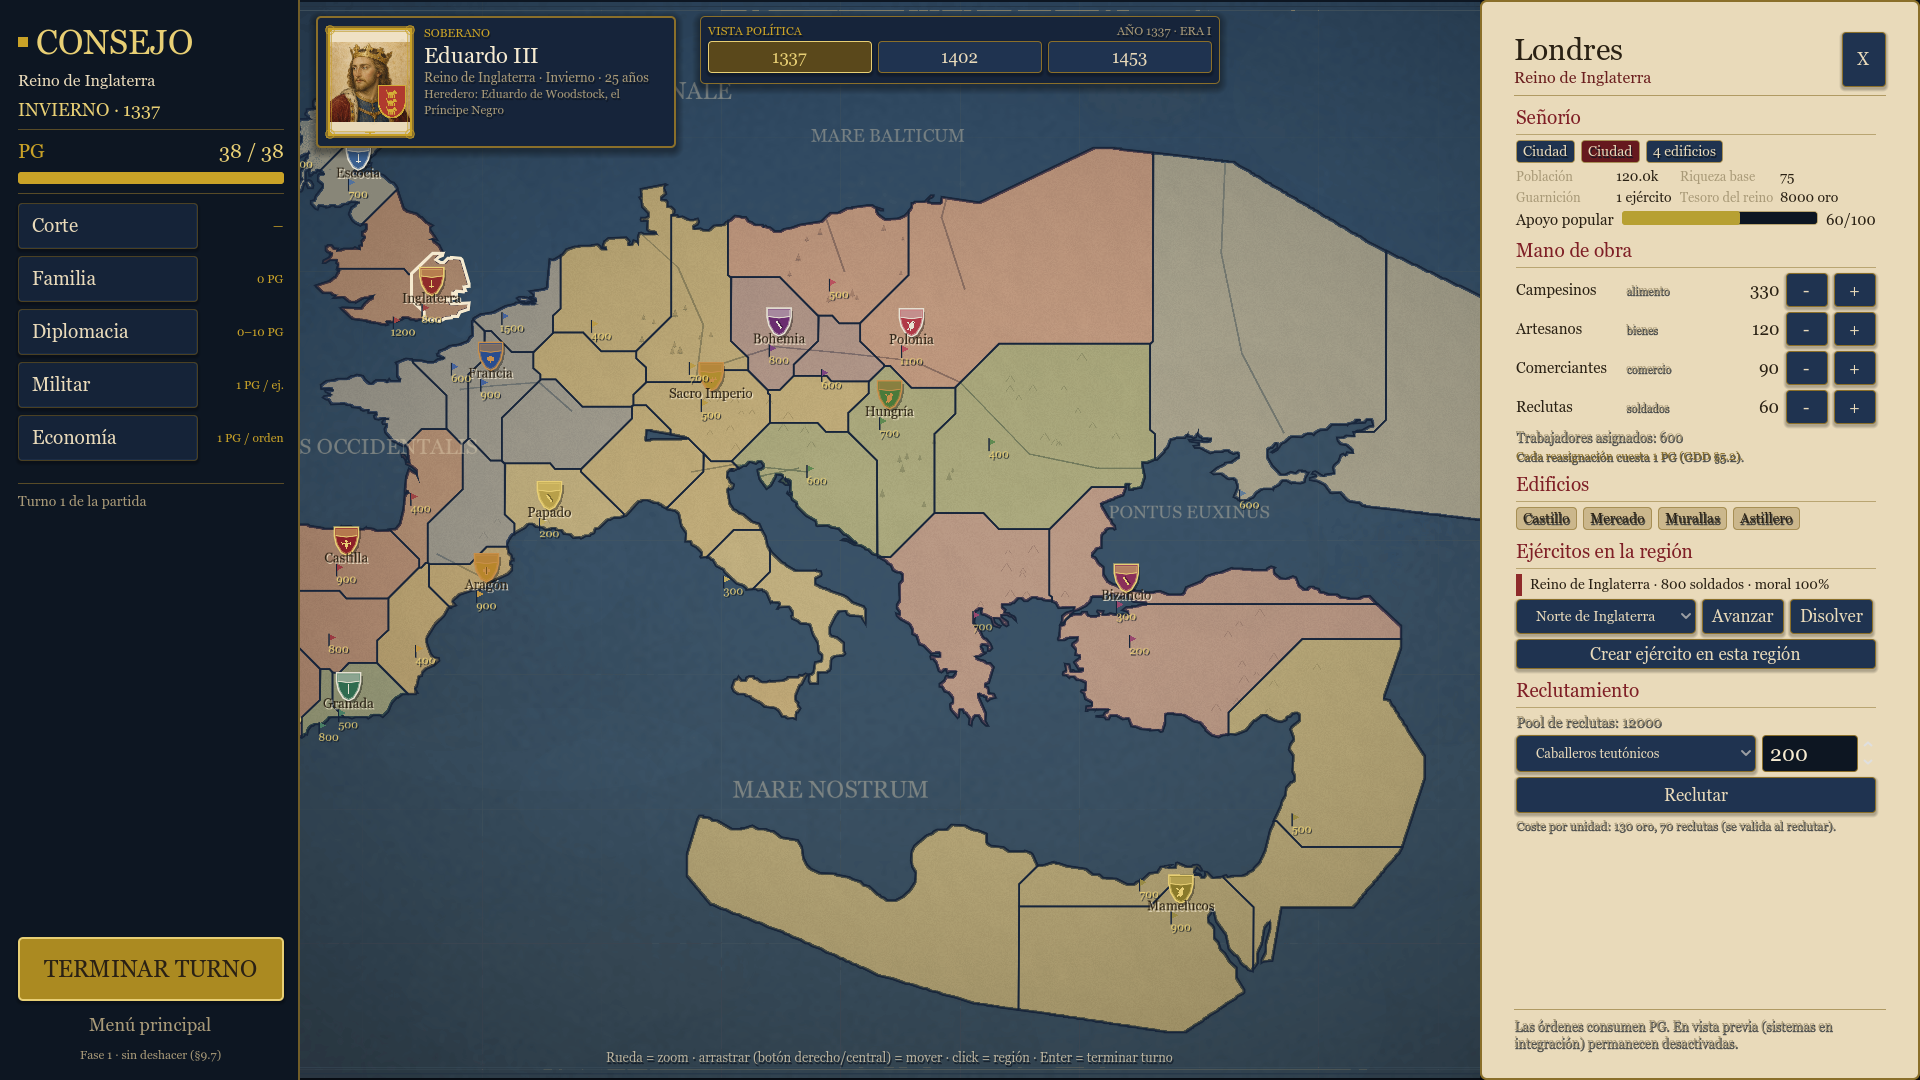 CONSEJO
Reino de Inglaterra
INVIERNO · 1337
PG 38 / 38
Corte –
Familia 0 PG
Diplomacia 0–10 PG
Militar 1 PG / ej.
Economía 1 PG / orden
Turno 1 de la partida
TERMINAR TURNO
Menú principal
Fase 1 · sin deshacer (§9.7)
SOBERANO
Eduardo III
Reino de Inglaterra · Invierno · 25 años
Heredero: Eduardo de Woodstock, el
Príncipe Negro
VISTA POLÍTICA AÑO 1337 · ERA I
1337 1402 1453
NALE
MARE BALTICUM
Escocia
700
Inglaterra
800
1200
1500
Francia
600
900
400
500
Bohemia
800
Polonia
1100
700
Sacro Imperio
500
600
Hungría
700
400
S OCCIDENTALIS
600
400
Papado
200
PONTUS EUXINUS
600
Castilla
900
Aragón
900
300
Bizancio
300
700
200
800
400
Granada
500
800
MARE NOSTRUM
500
700
Mamelucos
900
Rueda = zoom · arrastrar (botón derecho/central) = mover · click = región · Enter = terminar turno
Londres
X
Reino de Inglaterra
Señorío
Ciudad Ciudad 4 edificios
Población 120.0k Riqueza base 75
Guarnición 1 ejército Tesoro del reino 8000 oro
Apoyo popular 60/100
Mano de obra
Campesinos alimento 330 - +
Artesanos bienes 120 - +
Comerciantes comercio 90 - +
Reclutas soldados 60 - +
Trabajadores asignados: 600
Cada reasignación cuesta 1 PG (GDD §5.2).
Edificios
Castillo Mercado Murallas Astillero
Ejércitos en la región
Reino de Inglaterra · 800 soldados · moral 100%
Norte de Inglaterra Avanzar Disolver
Crear ejército en esta región
Reclutamiento
Pool de reclutas: 12000
Caballeros teutónicos 200
Reclutar
Coste por unidad: 130 oro, 70 reclutas (se valida al reclutar).
Las órdenes consumen PG. En vista previa (sistemas en
integración) permanecen desactivadas.